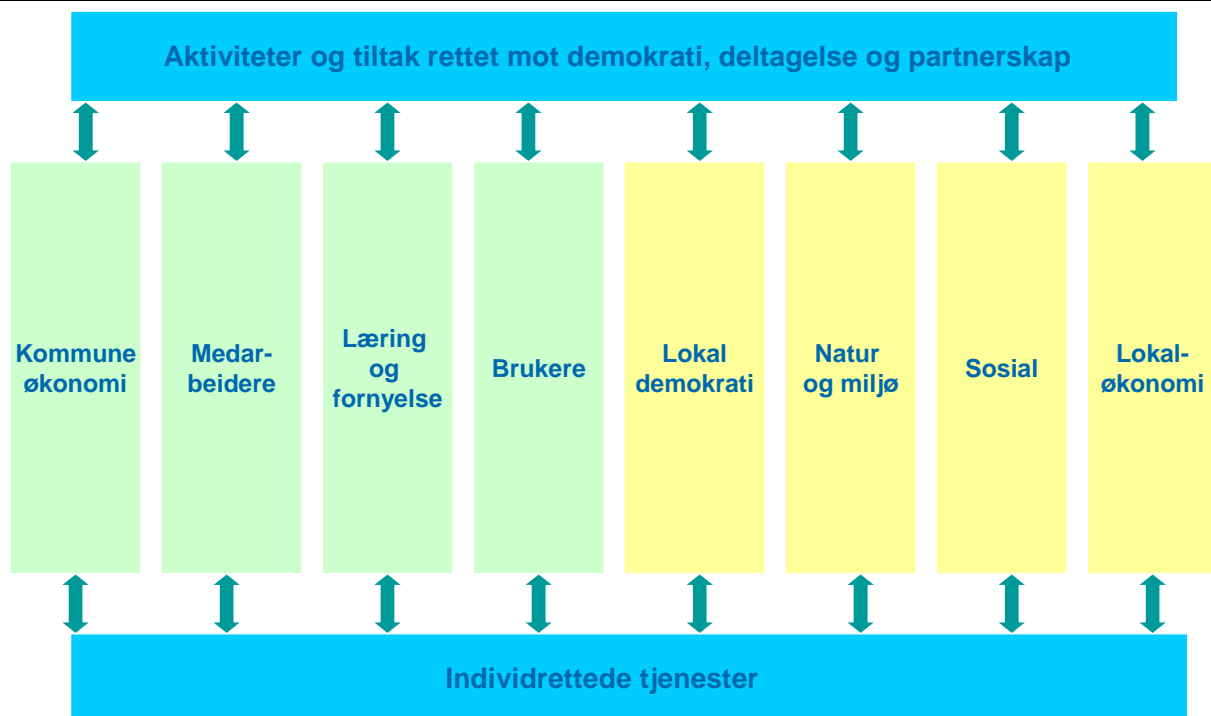 Aktiviteter og tiltak rettet mot demokrati, deltagelse og partnerskap
Kommune
økonomi
Medar-
beidere
Læring
og
fornyelse
Brukere
Lokal
demokrati
Natur
og miljø
Sosial
Lokal-
økonomi
Individrettede tjenester